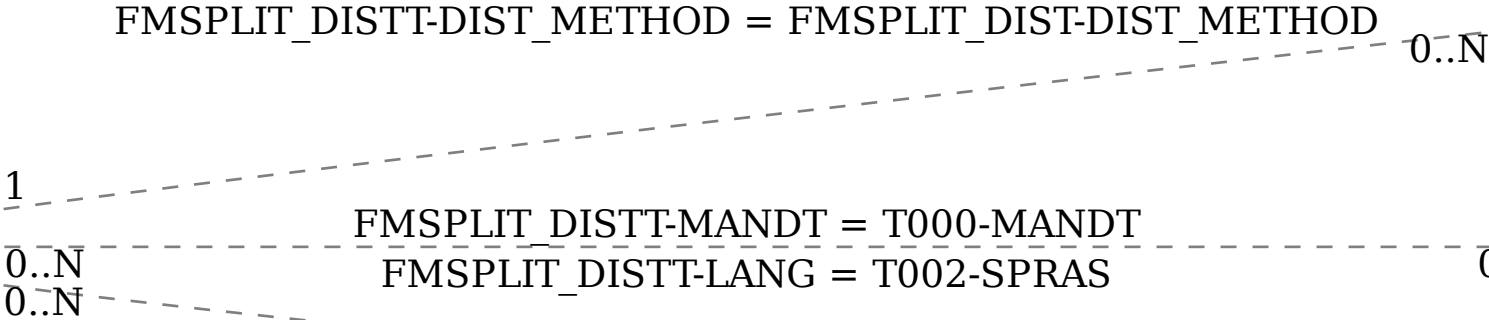 FMSPLIT_DISTT-DIST_METHOD = FMSPLIT_DIST-DIST_METHOD
0..N
1
FMSPLIT_DISTT-MANDT = T000-MANDT
0..N
FMSPLIT_DISTT-LANG = T002-SPRAS
0..N